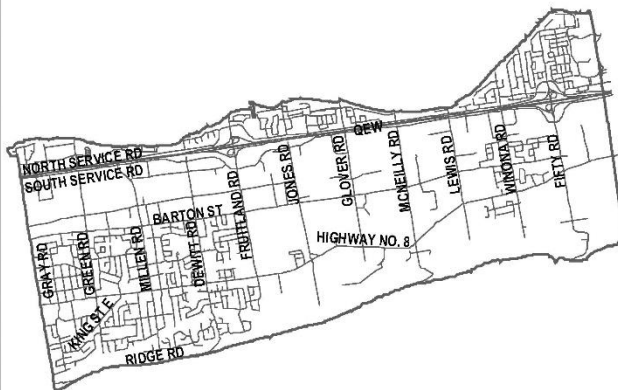 NORTH SERVICE RD
SOUTH SERVICE RD
QEW
BARTON ST
HIGHWAY NO. 8
GRAY RD
GREEN RD
MILLEN RD
DEWITT RD
FRUITLAND RD
JONES RD
GLOVER RD
MCNEILLY RD
LEWIS RD
WINONA RD
FIFTY RD
KING ST E
RIDGE RD